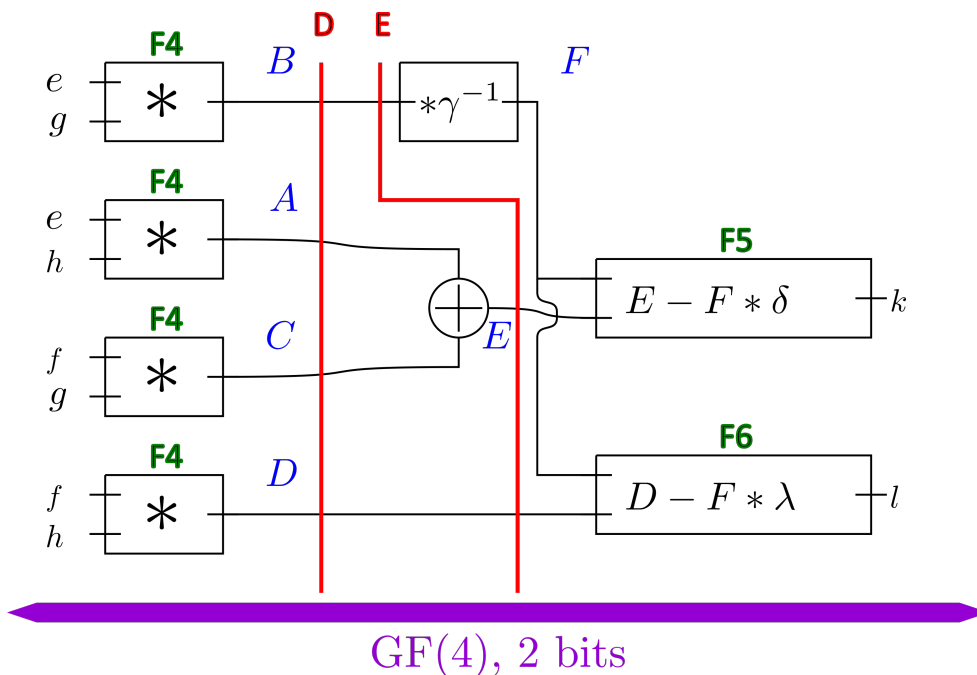 D E
F4
B
F
e
g
*
*γ⁻¹
F4
A
e
h
*
F5
E − F * δ
k
F4
C
E
f
g
*
F4
D
f
h
*
F6
D − F * λ
l
GF(4), 2 bits